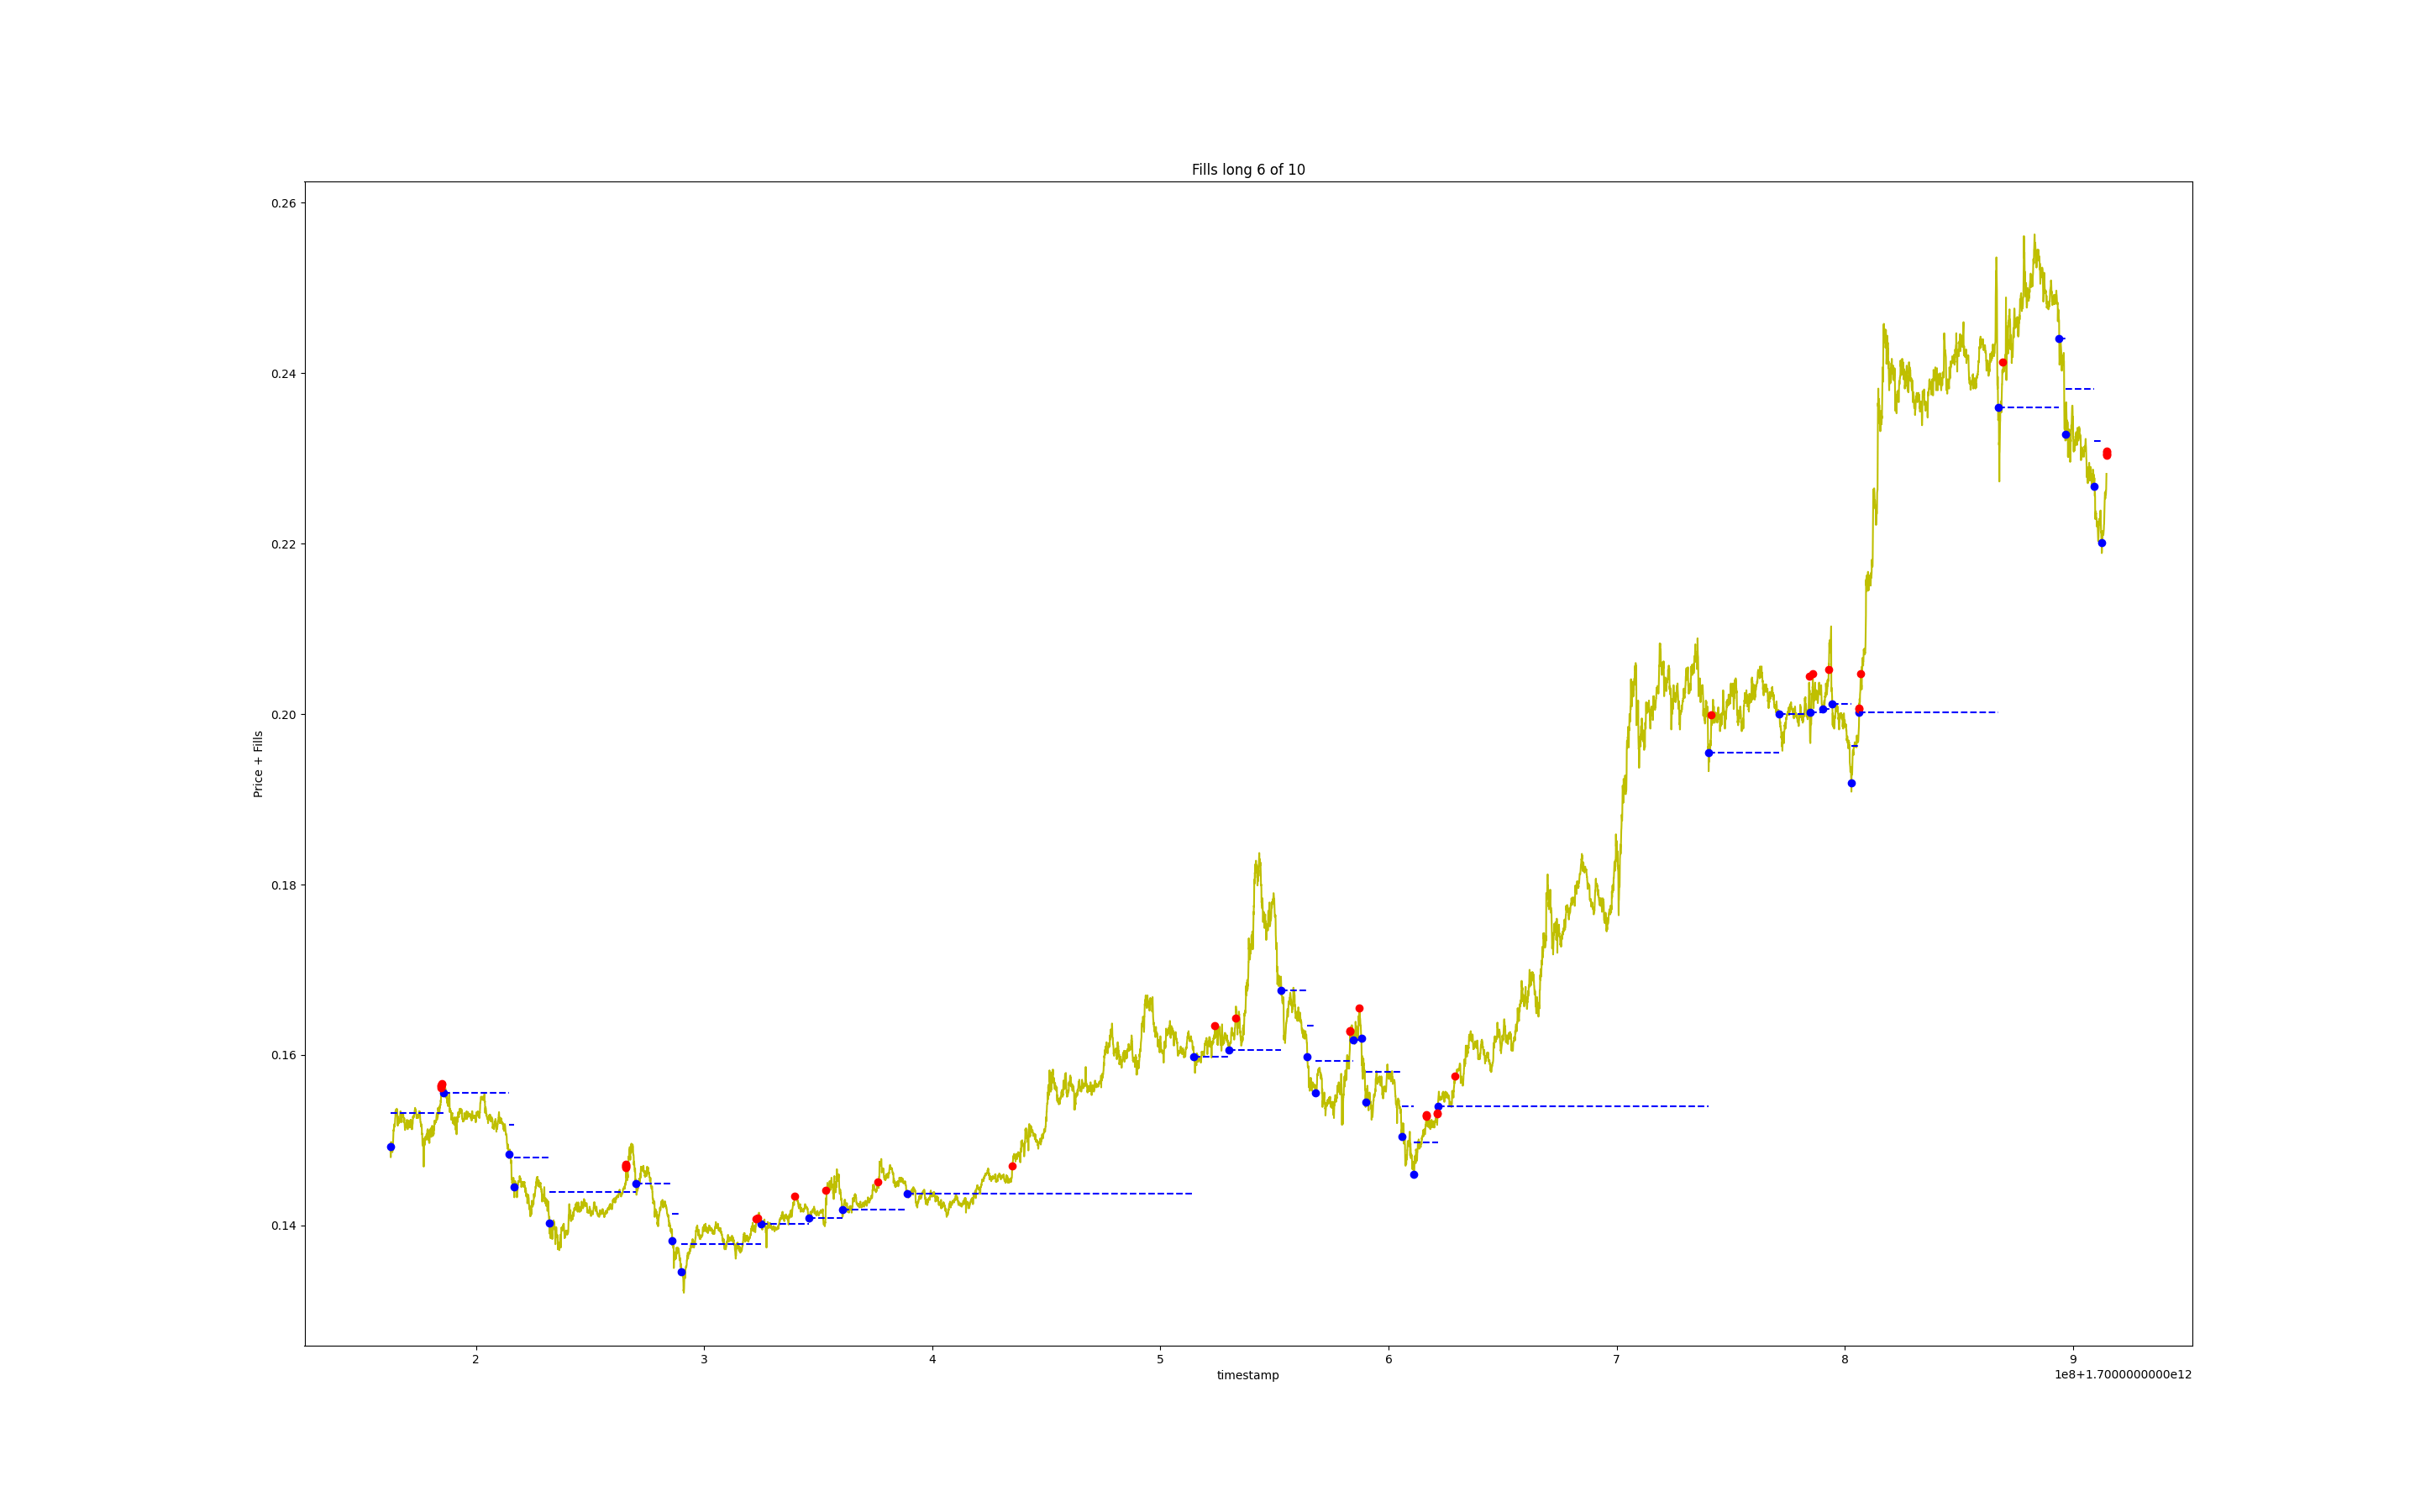 Fills long 6 of 10
0.26
0.24
0.22
0.20
0.18
0.16
0.14
Price + Fills
2 3 4 5 6 7 8 9
timestamp
1e8+1.7000000000e12